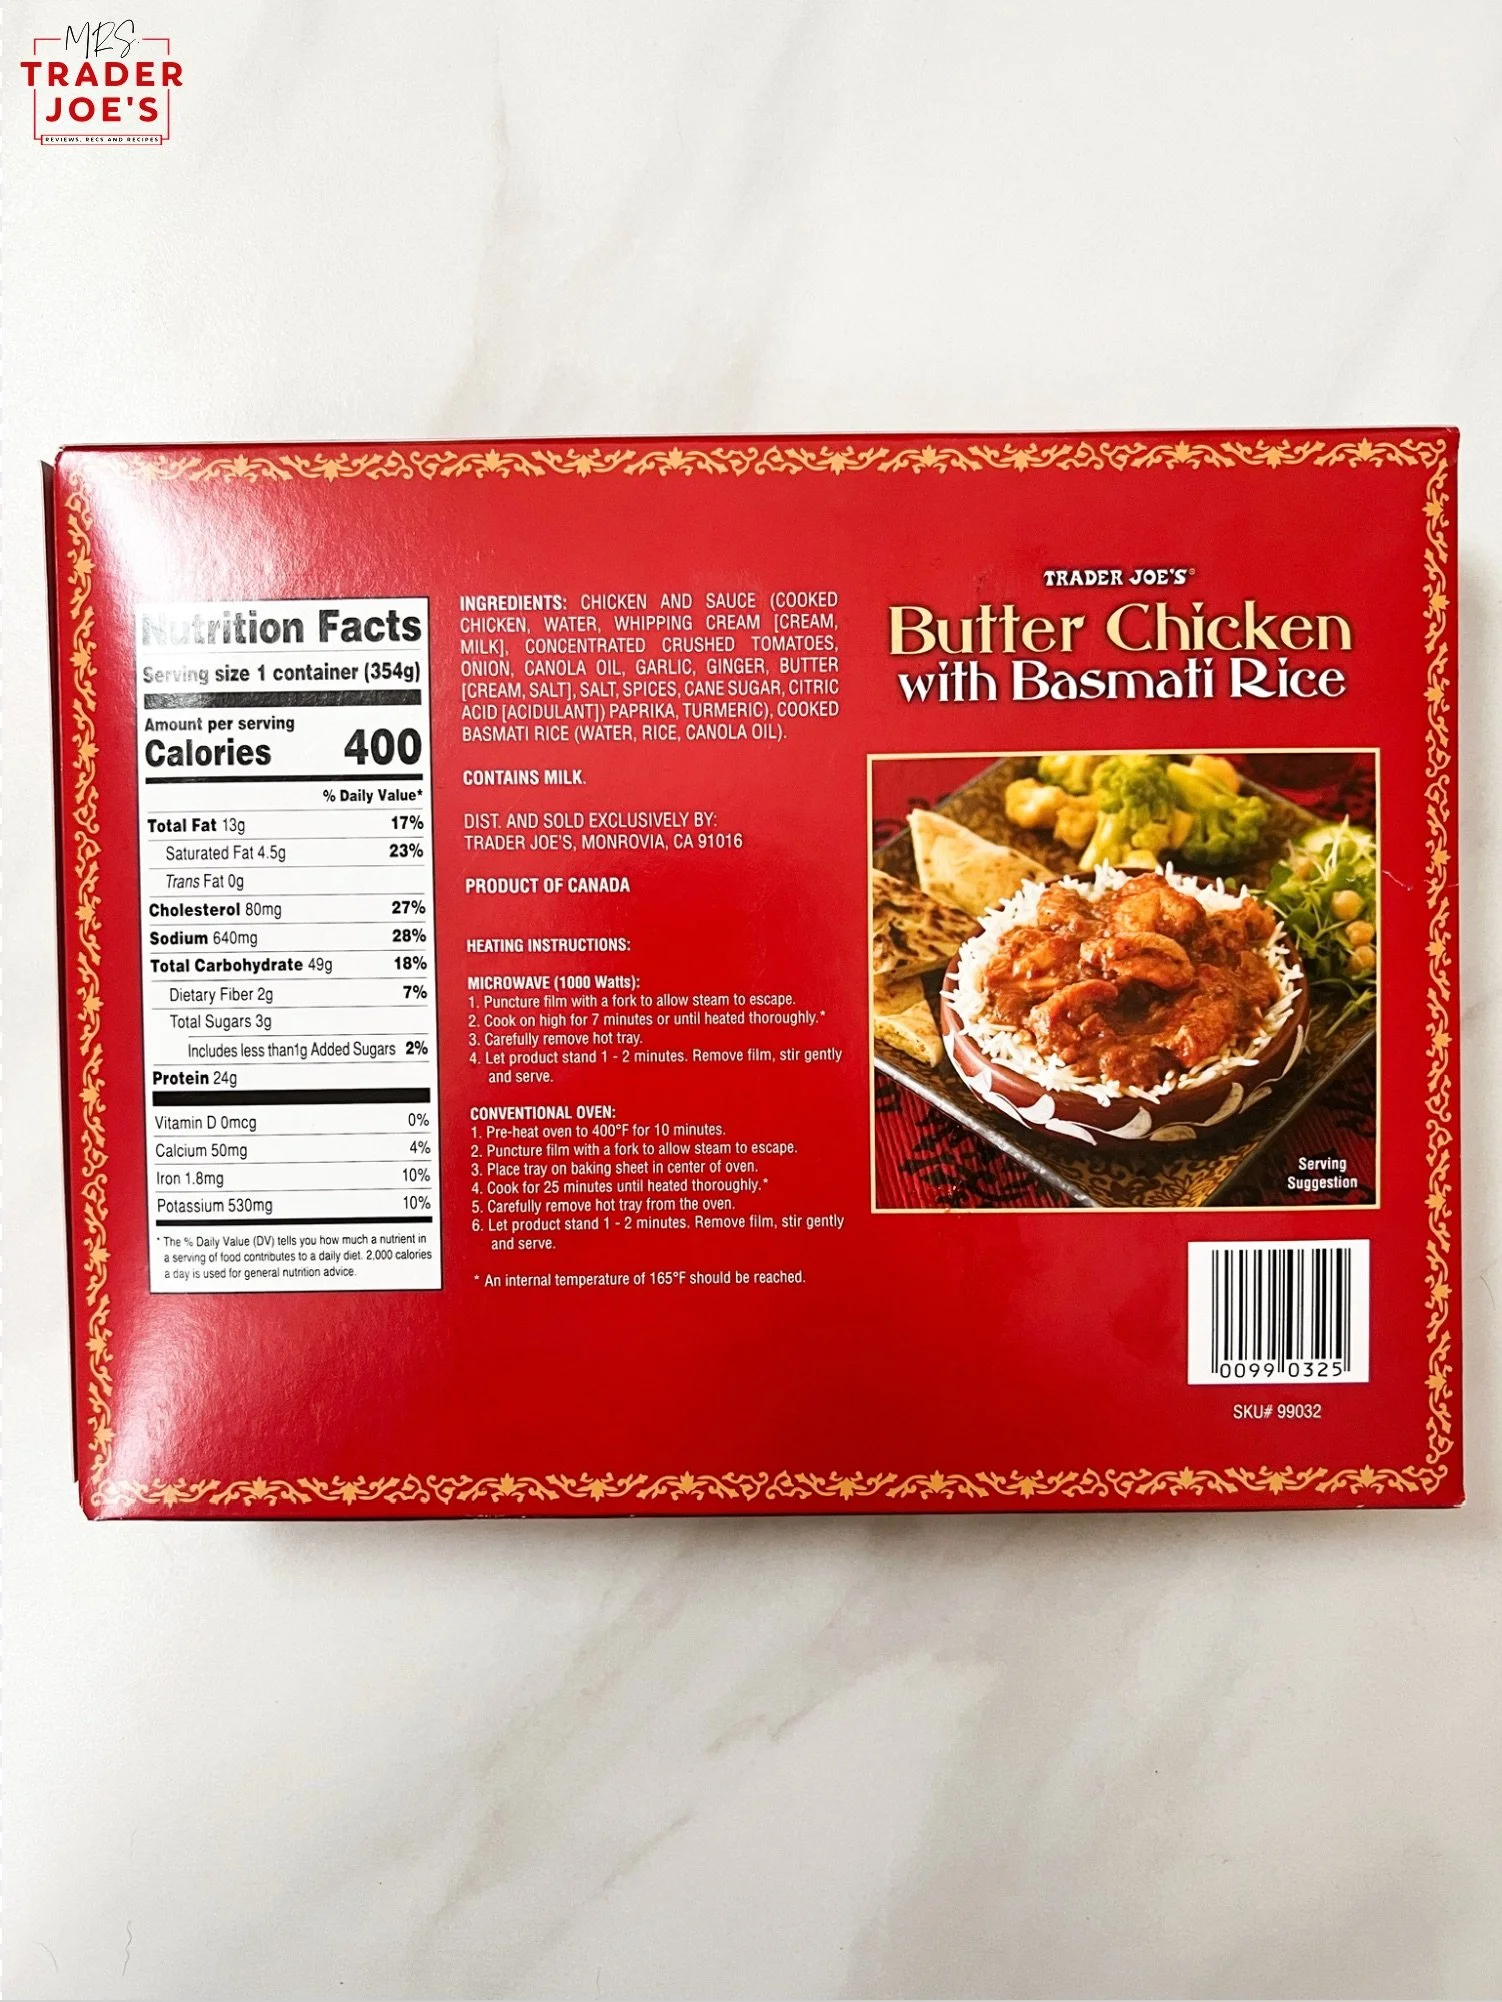 MRS.
TRADER
JOE'S
REVIEWS, RECS AND RECIPES
Nutrition Facts
Serving size 1 container (354g)
Amount per serving
Calories 400
% Daily Value*
Total Fat 13g 17%
Saturated Fat 4.5g 23%
Trans Fat 0g
Cholesterol 80mg 27%
Sodium 640mg 28%
Total Carbohydrate 49g 18%
Dietary Fiber 2g 7%
Total Sugars 3g
Includes less than1g Added Sugars 2%
Protein 24g
Vitamin D 0mcg 0%
Calcium 50mg 4%
Iron 1.8mg 10%
Potassium 530mg 10%
* The % Daily Value (DV) tells you how much a nutrient in
a serving of food contributes to a daily diet. 2,000 calories
a day is used for general nutrition advice.
INGREDIENTS: CHICKEN AND SAUCE (COOKED
CHICKEN, WATER, WHIPPING CREAM [CREAM,
MILK], CONCENTRATED CRUSHED TOMATOES,
ONION, CANOLA OIL, GARLIC, GINGER, BUTTER
[CREAM, SALT], SALT, SPICES, CANE SUGAR, CITRIC
ACID [ACIDULANT]) PAPRIKA, TURMERIC), COOKED
BASMATI RICE (WATER, RICE, CANOLA OIL).
CONTAINS MILK.
DIST. AND SOLD EXCLUSIVELY BY:
TRADER JOE'S, MONROVIA, CA 91016
PRODUCT OF CANADA
HEATING INSTRUCTIONS:
MICROWAVE (1000 Watts):
1. Puncture film with a fork to allow steam to escape.
2. Cook on high for 7 minutes or until heated thoroughly.*
3. Carefully remove hot tray.
4. Let product stand 1 - 2 minutes. Remove film, stir gently
and serve.
CONVENTIONAL OVEN:
1. Pre-heat oven to 400°F for 10 minutes.
2. Puncture film with a fork to allow steam to escape.
3. Place tray on baking sheet in center of oven.
4. Cook for 25 minutes until heated thoroughly.*
5. Carefully remove hot tray from the oven.
6. Let product stand 1 - 2 minutes. Remove film, stir gently
and serve.
* An internal temperature of 165°F should be reached.
TRADER JOE'S®
Butter Chicken
with Basmati Rice
Serving
Suggestion
0099 0325
SKU# 99032